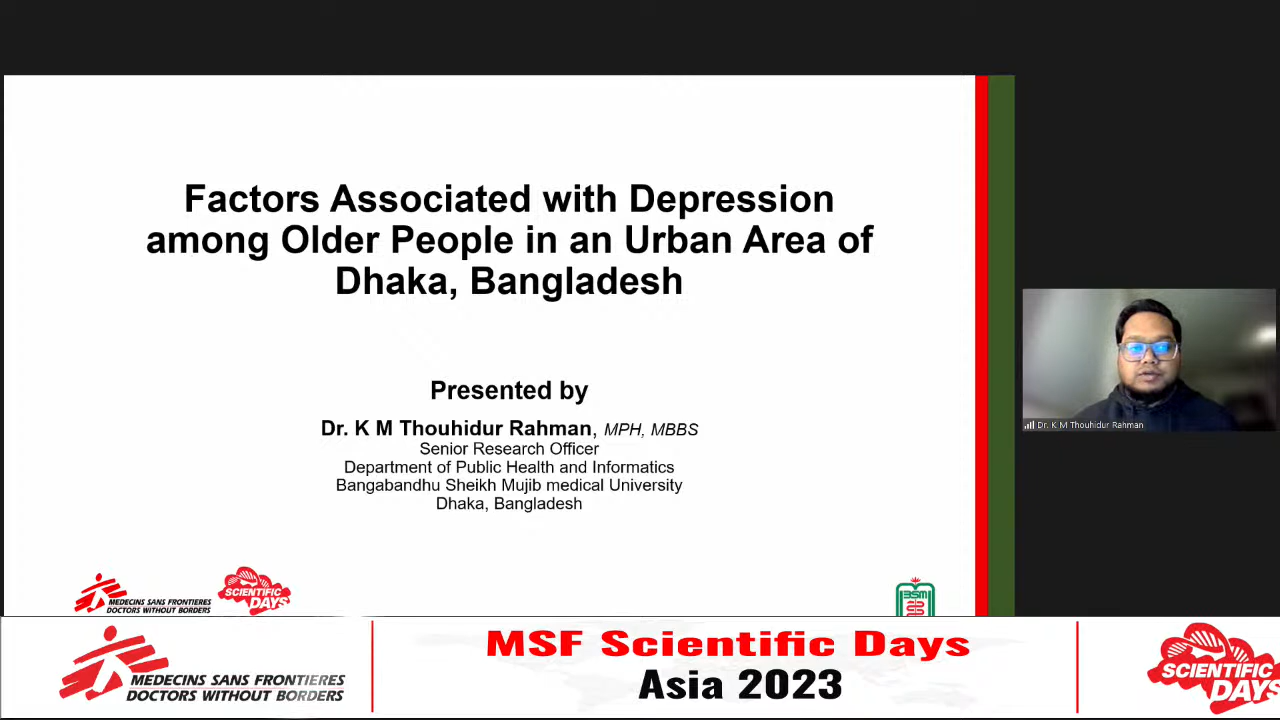 Factors Associated with Depression
among Older People in an Urban Area of
Dhaka, Bangladesh
Presented by
Dr. K M Thouhidur Rahman, MPH, MBBS
Senior Research Officer
Department of Public Health and Informatics
Bangabandhu Sheikh Mujib medical University
Dhaka, Bangladesh
Dr. K M Thouhidur Rahman
MEDECINS SANS FRONTIERES
DOCTORS WITHOUT BORDERS
SCIENTIFIC
DAYS
BSM
MSF Scientific Days
Asia 2023
MEDECINS SANS FRONTIERES
DOCTORS WITHOUT BORDERS
SCIENTIFIC
DAYS